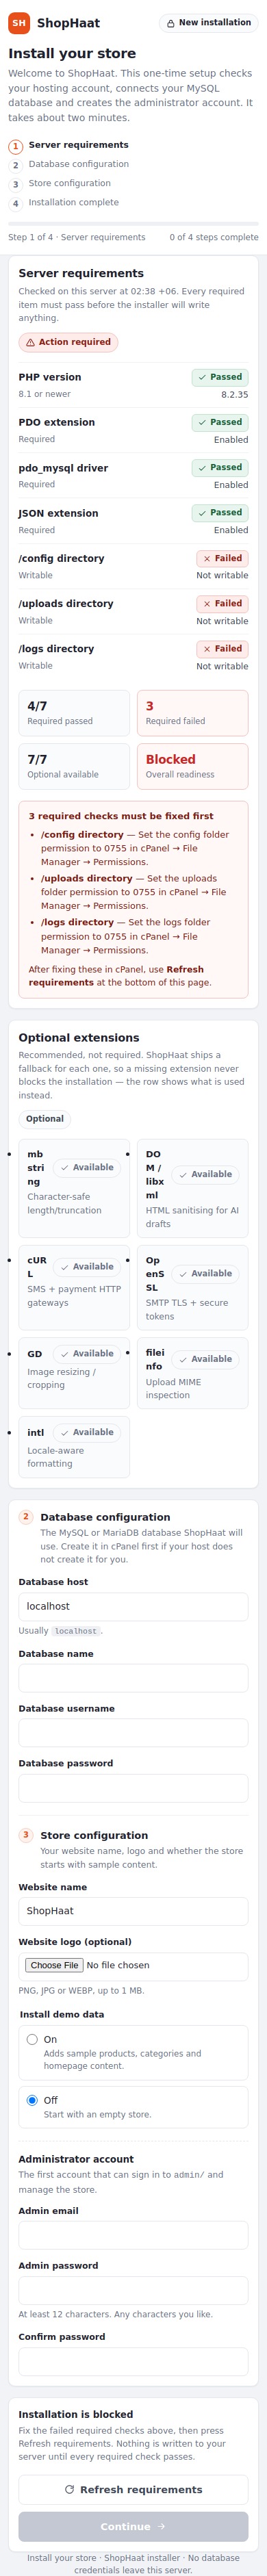 SH ShopHaat New installation
Install your store
Welcome to ShopHaat. This one-time setup checks
your hosting account, connects your MySQL
database and creates the administrator account. It
takes about two minutes.
1 Server requirements
2 Database configuration
3 Store configuration
4 Installation complete
Step 1 of 4 · Server requirements 0 of 4 steps complete
Server requirements
Checked on this server at 02:38 +06. Every required
item must pass before the installer will write
anything.
Action required
PHP version Passed
8.1 or newer 8.2.35
PDO extension Passed
Required Enabled
pdo_mysql driver Passed
Required Enabled
JSON extension Passed
Required Enabled
/config directory Failed
Writable Not writable
/uploads directory Failed
Writable Not writable
/logs directory Failed
Writable Not writable
4/7 3
Required passed Required failed
7/7 Blocked
Optional available Overall readiness
3 required checks must be fixed first
• /config directory — Set the config folder
permission to 0755 in cPanel → File
Manager → Permissions.
• /uploads directory — Set the uploads
folder permission to 0755 in cPanel → File
Manager → Permissions.
• /logs directory — Set the logs folder
permission to 0755 in cPanel → File
Manager → Permissions.
After fixing these in cPanel, use Refresh
requirements at the bottom of this page.
Optional extensions
Recommended, not required. ShopHaat ships a
fallback for each one, so a missing extension never
blocks the installation — the row shows what is used
instead.
Optional
mb
stri
ng
Available
Character-safe
length/truncation
DO
M /
libx
ml
Available
HTML sanitising for AI
drafts
cUR
L
Available
SMS + payment HTTP
gateways
Op
enS
SL
Available
SMTP TLS + secure
tokens
GD Available
Image resizing /
cropping
filei
nfo
Available
Upload MIME
inspection
intl Available
Locale-aware
formatting
2 Database configuration
The MySQL or MariaDB database ShopHaat will
use. Create it in cPanel first if your host does
not create it for you.
Database host
localhost
Usually localhost.
Database name
Database username
Database password
3 Store configuration
Your website name, logo and whether the store
starts with sample content.
Website name
ShopHaat
Website logo (optional)
Choose File No file chosen
PNG, JPG or WEBP, up to 1 MB.
Install demo data
On
Adds sample products, categories and
homepage content.
Off
Start with an empty store.
Administrator account
The first account that can sign in to admin/ and
manage the store.
Admin email
Admin password
At least 12 characters. Any characters you like.
Confirm password
Installation is blocked
Fix the failed required checks above, then press
Refresh requirements. Nothing is written to your
server until every required check passes.
Refresh requirements
Continue →
Install your store · ShopHaat installer · No database
credentials leave this server.